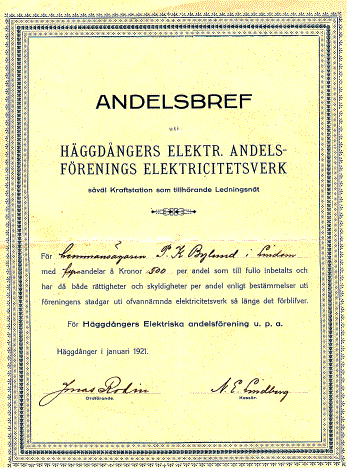 ANDELSBREF
uti
HÄGGDÅNGERS ELEKTR. ANDELS-
FÖRENINGS ELEKTRICITETSVERK
såväl Kraftstation som tillhörande Ledningsnät
För hemmansägaren P. K. Bylund i
med fyra andelar à Kronor 500 per andel som till fullo inbetalts och
har då både rättigheter och skyldigheter per andel enligt bestämmelser uti
föreningens stadgar uti ofvannämnda elektricitetsverk så länge det förblifver.
För Häggdångers Elektriska andelsförening u. p. a.
Häggdånger i januari 1921.
Jonas Rodin N. E. Lindberg
Ordförande. Kassör.